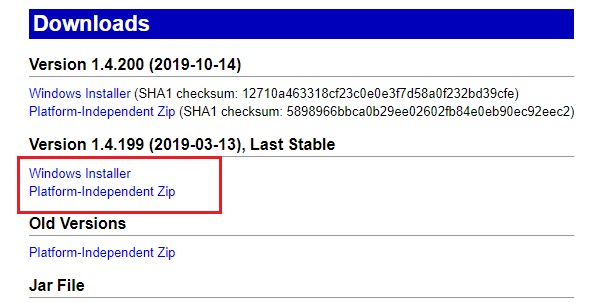 Downloads
Version 1.4.200 (2019-10-14)
Windows Installer (SHA1 checksum: 12710a463318cf23c0e0e3f7d58a0f232bd39cfe)
Platform-Independent Zip (SHA1 checksum: 5898966bbca0b29ee02602fb84e0eb90ec92eec2)
Version 1.4.199 (2019-03-13), Last Stable
Windows Installer
Platform-Independent Zip
Old Versions
Platform-Independent Zip
Jar File